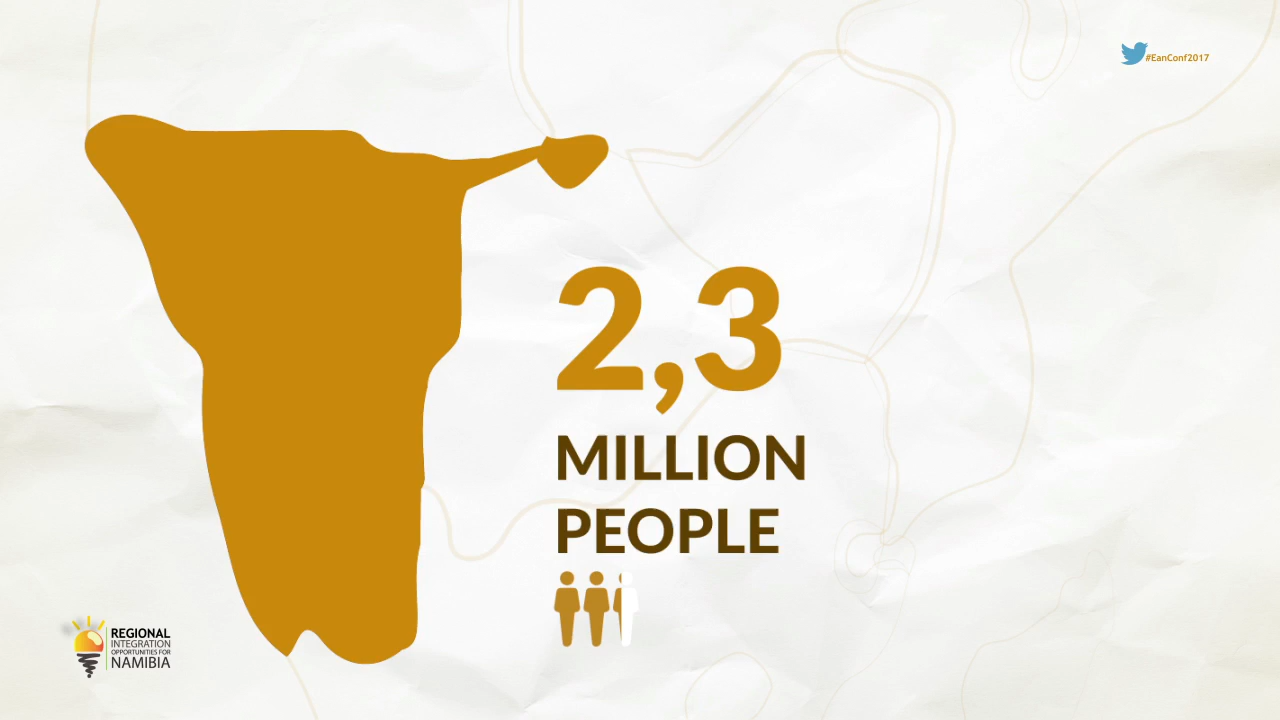 #EanConf2017
2,3
MILLION
PEOPLE
REGIONAL
INTEGRATION
OPPORTUNITIES FOR
NAMIBIA